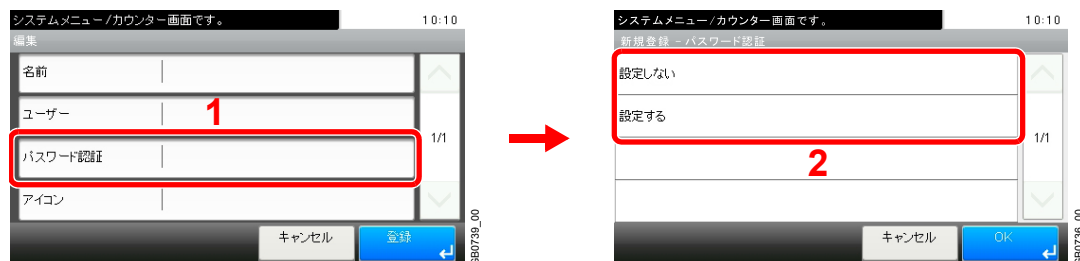 システムメニュー/カウンター画面です。 10:10
編集
名前
ユーザー
1
パスワード認証
アイコン
1/1
キャンセル 登録
システムメニュー/カウンター画面です。 10:10
新規登録 - パスワード認証
設定しない
設定する
1/1
2
キャンセル OK